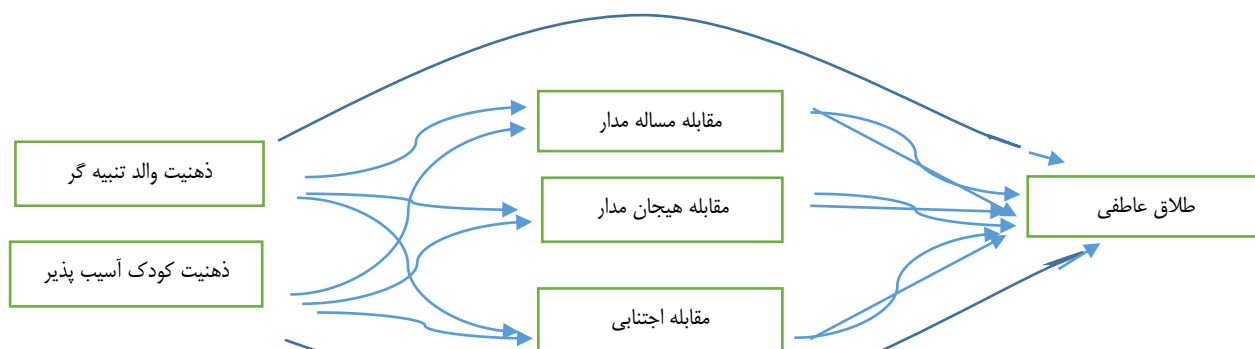 مقابله مساله مدار
ذهنیت والد تنبیه گر
مقابله هیجان مدار
طلاق عاطفی
ذهنیت کودک آسیب پذیر
مقابله اجتنابی